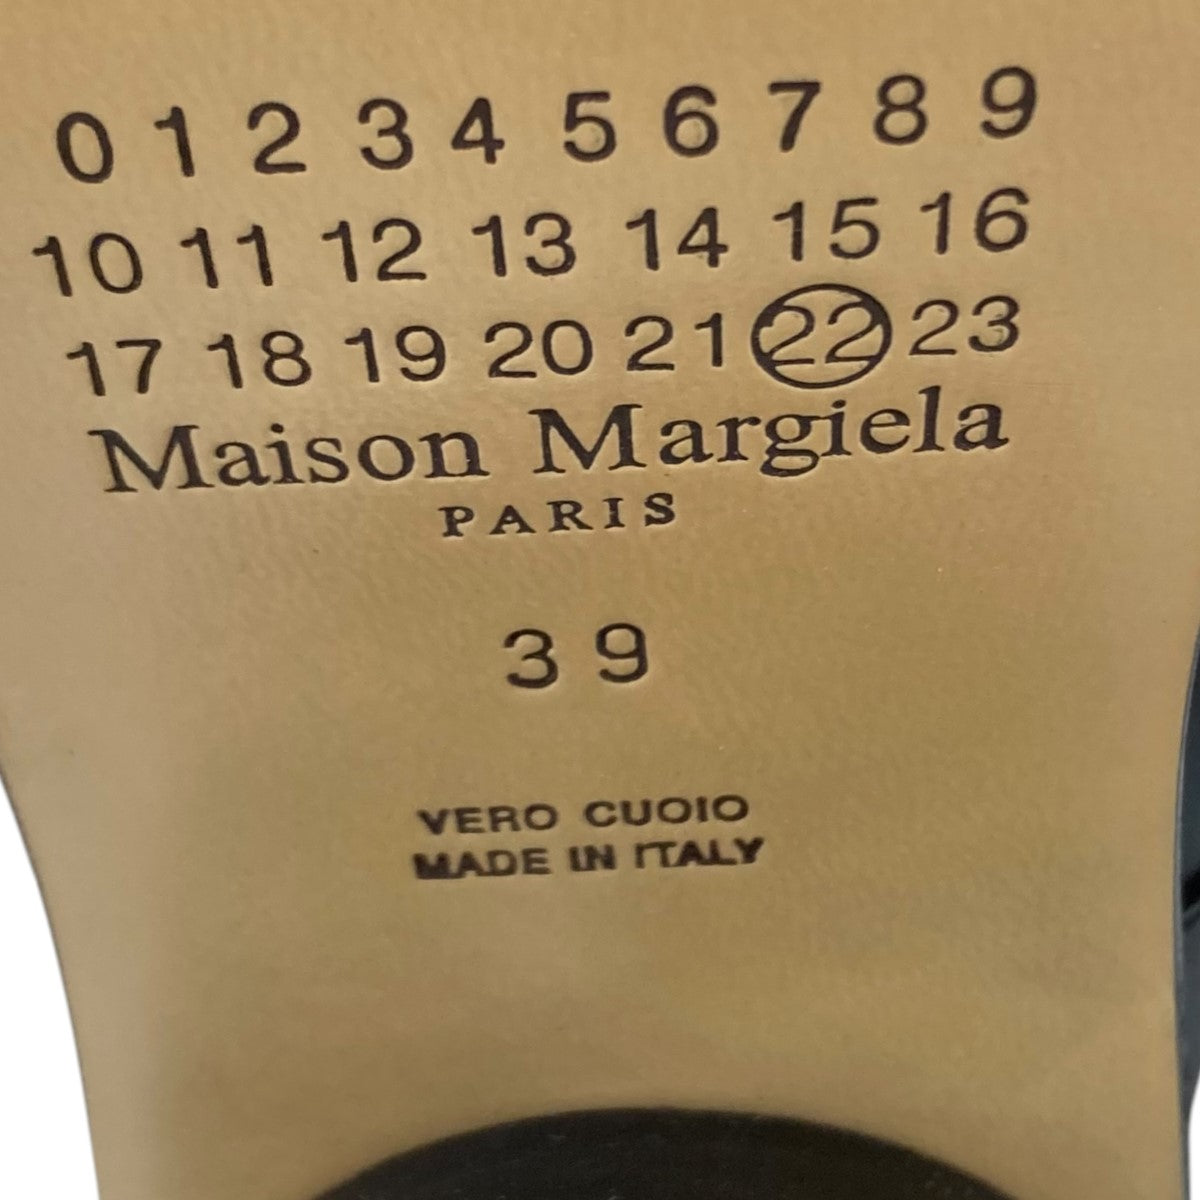 0 1 2 3 4 5 6 7 8 9
10 11 12 13 14 15 16
17 18 19 20 21 22 23
Maison Margiela
PARIS
39
VERO CUOIO
MADE IN ITALY